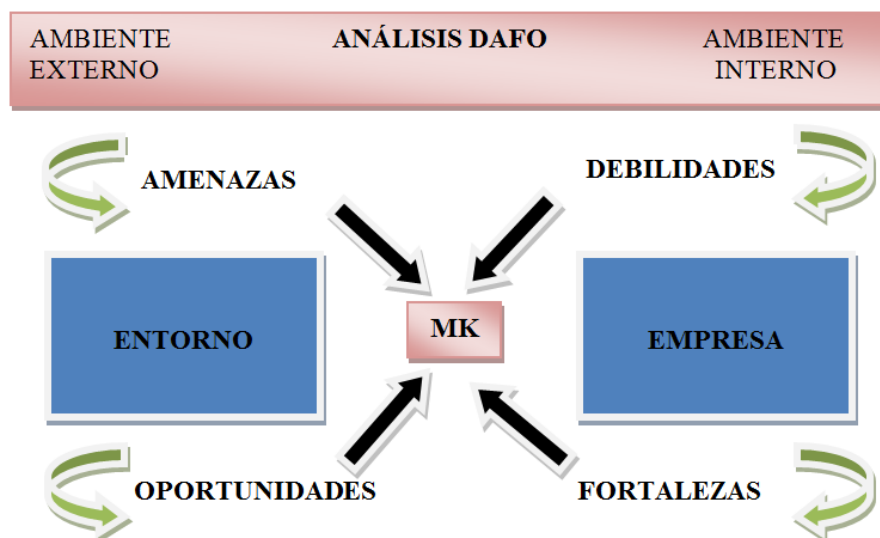 AMBIENTE
EXTERNO
ANÁLISIS DAFO
AMBIENTE
INTERNO
AMENAZAS
DEBILIDADES
ENTORNO
MK
EMPRESA
OPORTUNIDADES
FORTALEZAS